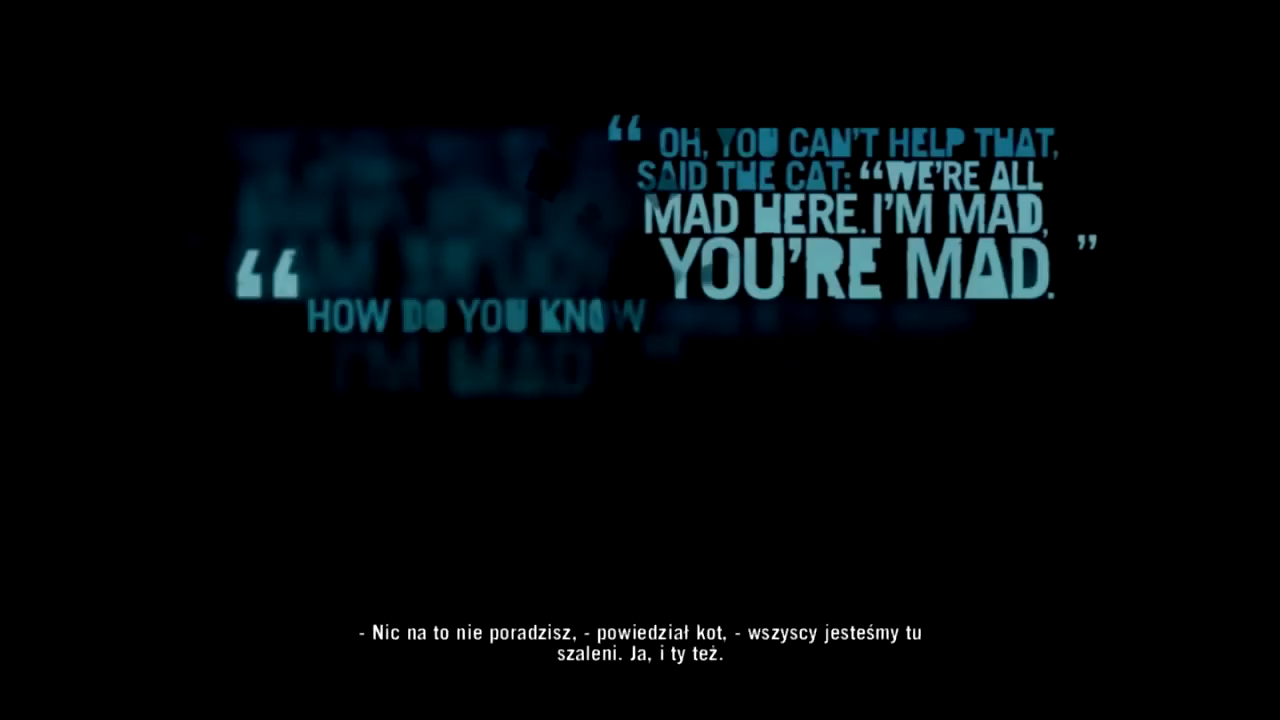 “ OH, YOU CAN'T HELP THAT,
SAID THE CAT: “WE'RE ALL
MAD HERE. I'M MAD,
YOU'RE MAD. ”
“ HOW DO YOU KNOW
I'M MAD
- Nic na to nie poradzisz, - powiedział kot, - wszyscy jesteśmy tu
szaleni. Ja, i ty też.